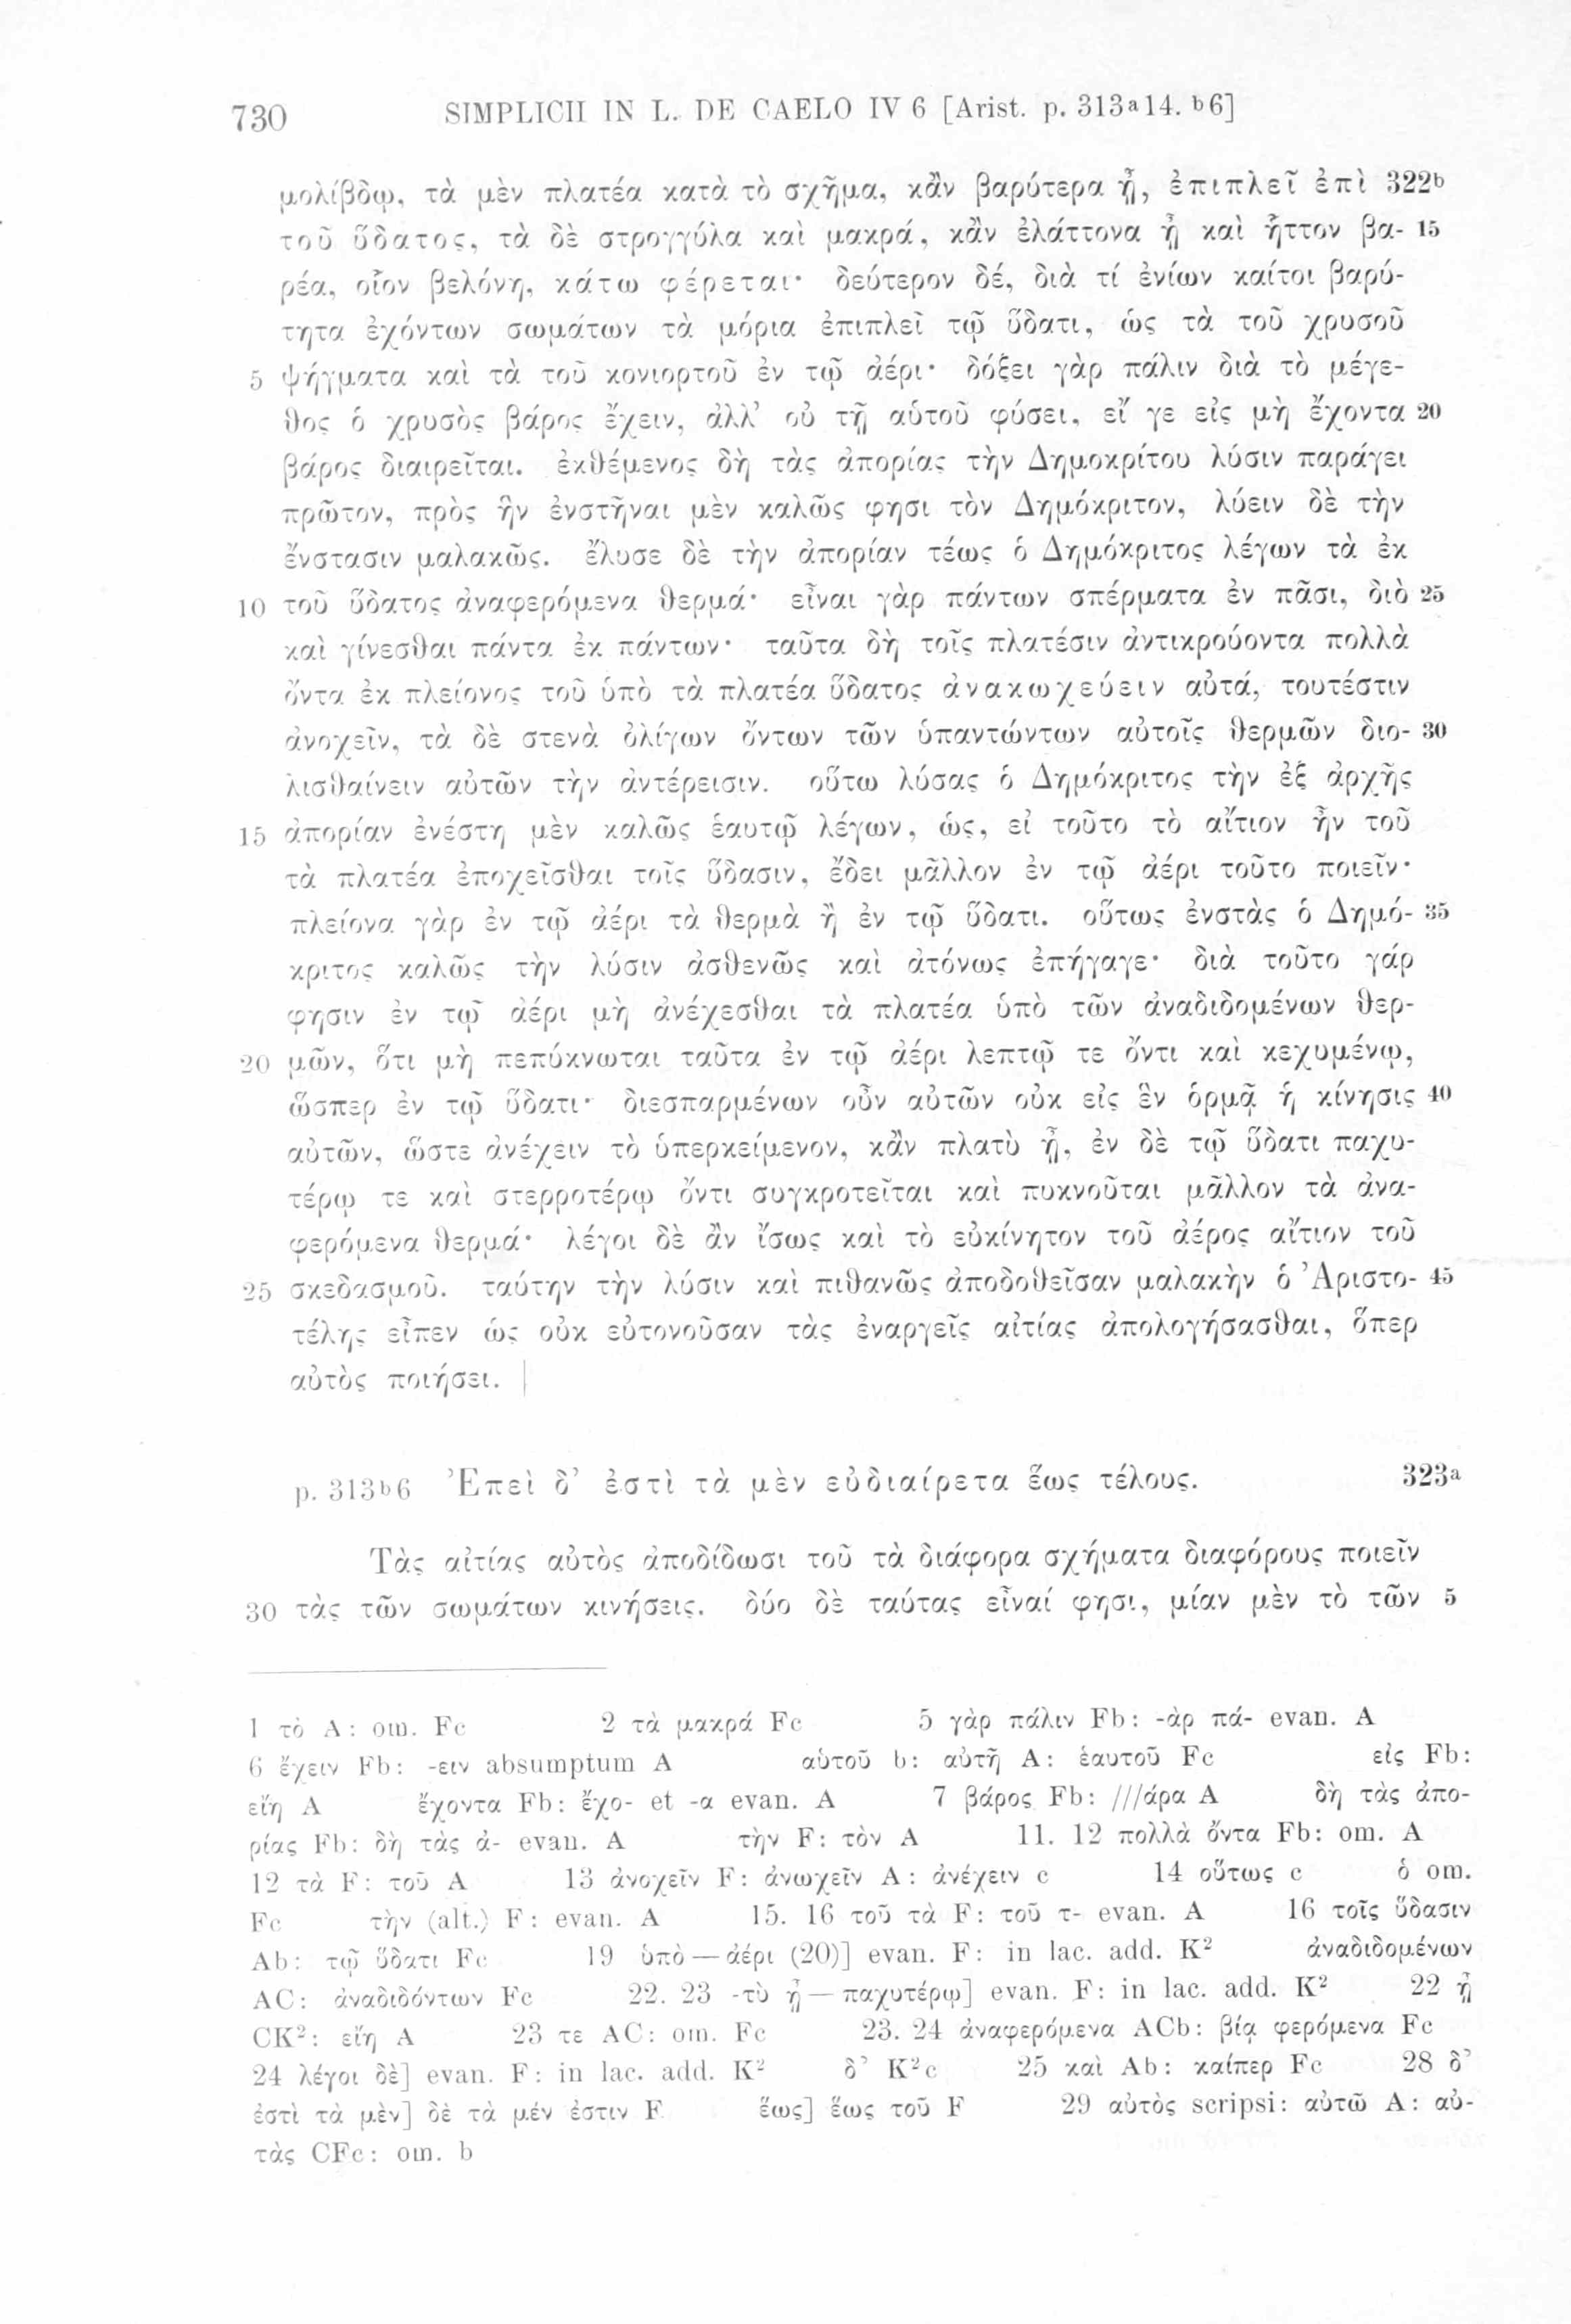 730 SIMPLICII IN L. DE CAELO IV 6 [Arist. p. 313a14. b6]
μολίβδῳ, τὰ μὲν πλατέα κατὰ τὸ σχῆμα, κἂν βαρύτερα ᾖ, ἐπιπλεῖ ἐπὶ 322b
τοῦ ὕδατος, τὰ δὲ στρογγύλα καὶ μακρά, κἂν ἐλάττονα ᾖ καὶ ἧττον βα- 15
ρέα, οἷον βελόνη, κάτω φέρεται· δεύτερον δέ, διὰ τί ἐνίων καίτοι βαρύ-
τητα ἐχόντων σωμάτων τὰ μόρια ἐπιπλεῖ τῷ ὕδατι, ὡς τὰ τοῦ χρυσοῦ
5 ψήγματα καὶ τὰ τοῦ κονιορτοῦ ἐν τῷ ἀέρι· δόξει γὰρ πάλιν διὰ τὸ μέγε-
θος ὁ χρυσὸς βάρος ἔχειν, ἀλλ’ οὐ τῇ αὑτοῦ φύσει, εἴ γε εἰς μὴ ἔχοντα 20
βάρος διαιρεῖται. ἐκθέμενος δὴ τὰς ἀπορίας τὴν Δημοκρίτου λύσιν παράγει
πρῶτον, πρὸς ἣν ἐνστῆναι μὲν καλῶς φησι τὸν Δημόκριτον, λύειν δὲ τὴν
ἔνστασιν μαλακῶς. ἔλυσε δὲ τὴν ἀπορίαν τέως ὁ Δημόκριτος λέγων τὰ ἐκ
10 τοῦ ὕδατος ἀναφερόμενα θερμά· εἶναι γὰρ πάντων σπέρματα ἐν πᾶσι, διὸ 25
καὶ γίνεσθαι πάντα ἐκ πάντων· ταῦτα δὴ τοῖς πλατέσιν ἀντικρούοντα πολλὰ
ὄντα ἐκ πλείονος τοῦ ὑπὸ τὰ πλατέα ὕδατος ἀνακωχεύειν αὐτά, τουτέστιν
ἀνοχεῖν, τὰ δὲ στενὰ ὀλίγων ὄντων τῶν ὑπαντώντων αὐτοῖς θερμῶν διο- 30
λισθαίνειν αὐτῶν τὴν ἀντέρεισιν. οὕτω λύσας ὁ Δημόκριτος τὴν ἐξ ἀρχῆς
15 ἀπορίαν ἐνέστη μὲν καλῶς ἑαυτῷ λέγων, ὡς, εἰ τοῦτο τὸ αἴτιον ἦν τοῦ
τὰ πλατέα ἐποχεῖσθαι τοῖς ὕδασιν, ἔδει μᾶλλον ἐν τῷ ἀέρι τοῦτο ποιεῖν·
πλείονα γὰρ ἐν τῷ ἀέρι τὰ θερμὰ ἢ ἐν τῷ ὕδατι. οὕτως ἐνστὰς ὁ Δημό- 35
κριτος καλῶς τὴν λύσιν ἀσθενῶς καὶ ἀτόνως ἐπήγαγε· διὰ τοῦτο γάρ
φησιν ἐν τῷ ἀέρι μὴ ἀνέχεσθαι τὰ πλατέα ὑπὸ τῶν ἀναδιδομένων θερ-
20 μῶν, ὅτι μὴ πεπύκνωται ταῦτα ἐν τῷ ἀέρι λεπτῷ τε ὄντι καὶ κεχυμένῳ,
ὥσπερ ἐν τῷ ὕδατι· διεσπαρμένων οὖν αὐτῶν οὐκ εἰς ἓν ὁρμᾷ ἡ κίνησις 40
αὐτῶν, ὥστε ἀνέχειν τὸ ὑπερκείμενον, κἂν πλατὺ ᾖ, ἐν δὲ τῷ ὕδατι παχυ-
τέρῳ τε καὶ στερροτέρῳ ὄντι συγκροτεῖται καὶ πυκνοῦται μᾶλλον τὰ ἀνα-
φερόμενα θερμά· λέγοι δὲ ἂν ἴσως καὶ τὸ εὐκίνητον τοῦ ἀέρος αἴτιον τοῦ
25 σκεδασμοῦ. ταύτην τὴν λύσιν καὶ πιθανῶς ἀποδοθεῖσαν μαλακὴν ὁ Ἀριστο- 45
τέλης εἶπεν ὡς οὐκ εὐτονοῦσαν τὰς ἐναργεῖς αἰτίας ἀπολογήσασθαι, ὅπερ
αὐτὸς ποιήσει. |
p. 313b6 Ἐπεὶ δ’ ἐστὶ τὰ μὲν εὐδιαίρετα ἕως τέλους. 323a
Τὰς αἰτίας αὐτὸς ἀποδίδωσι τοῦ τὰ διάφορα σχήματα διαφόρους ποιεῖν
30 τὰς τῶν σωμάτων κινήσεις. δύο δὲ ταύτας εἶναί φησι, μίαν μὲν τὸ τῶν 5
1 τὸ A: om. Fc 2 τὰ μακρά Fc 5 γὰρ πάλιν Fb: -ὰρ πά- evan. A
6 ἔχειν Fb: -ειν absumptum A αὑτοῦ b: αὐτῆ A: ἑαυτοῦ Fc εἰς Fb:
εἴη A ἔχοντα Fb: ἔχο- et -α evan. A 7 βάρος Fb: ///άρα A δὴ τὰς ἀπο-
ρίας Fb: δὴ τὰς ἀ- evan. A τὴν F: τὸν A 11. 12 πολλὰ ὄντα Fb: om. A
12 τὰ F: τοῦ A 13 ἀνοχεῖν F: ἀνωχεῖν A: ἀνέχειν c 14 οὕτως c ὁ om.
Fc τὴν (alt.) F: evan. A 15. 16 τοῦ τὰ F: τοῦ τ- evan. A 16 τοῖς ὕδασιν
Ab: τῷ ὕδατι Fc 19 ὑπὸ — ἀέρι (20)] evan. F: in lac. add. K² ἀναδιδομένων
AC: ἀναδιδόντων Fc 22. 23 -τὺ ᾖ — παχυτέρῳ] evan. F: in lac. add. K² 22 ᾖ
CK²: εἴη A 23 τε AC: om. Fc 23. 24 ἀναφερόμενα ACb: βίᾳ φερόμενα Fc
24 λέγοι δὲ] evan. F: in lac. add. K² δ’ K²c 25 καὶ Ab: καίπερ Fc 28 δ’
ἐστὶ τὰ μὲν] δὲ τὰ μέν ἐστιν F ἕως] ἕως τοῦ F 29 αὐτὸς scripsi: αὐτῶ A: αὐ-
τὰς CFc: om. b